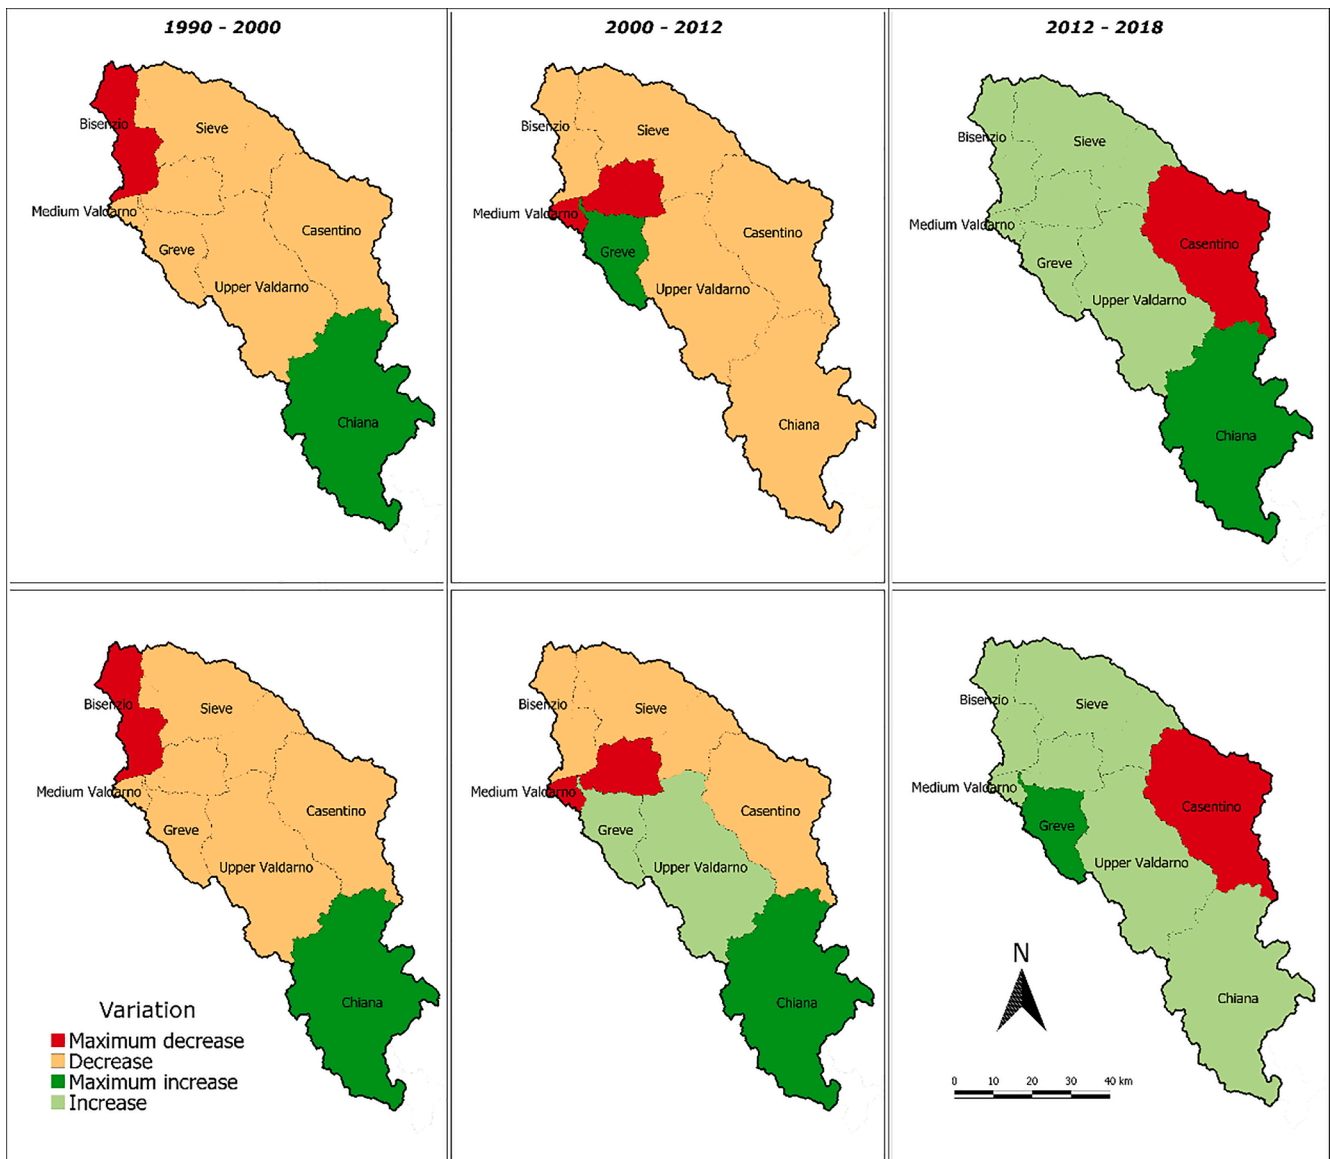 1990 - 2000
2000 - 2012
2012 - 2018
Bisenzio
Sieve
Medium Valdarno
Casentino
Greve
Upper Valdarno
Chiana
Bisenzio
Sieve
Medium Valdarno
Casentino
Greve
Upper Valdarno
Chiana
Bisenzio
Sieve
Medium Valdarno
Casentino
Greve
Upper Valdarno
Chiana
Bisenzio
Sieve
Medium Valdarno
Casentino
Greve
Upper Valdarno
Chiana
Variation
Maximum decrease
Decrease
Maximum increase
Increase
Bisenzio
Sieve
Medium Valdarno
Casentino
Greve
Upper Valdarno
Chiana
Bisenzio
Sieve
Medium Valdarno
Casentino
Greve
Upper Valdarno
Chiana
N
0 10 20 30 40 km